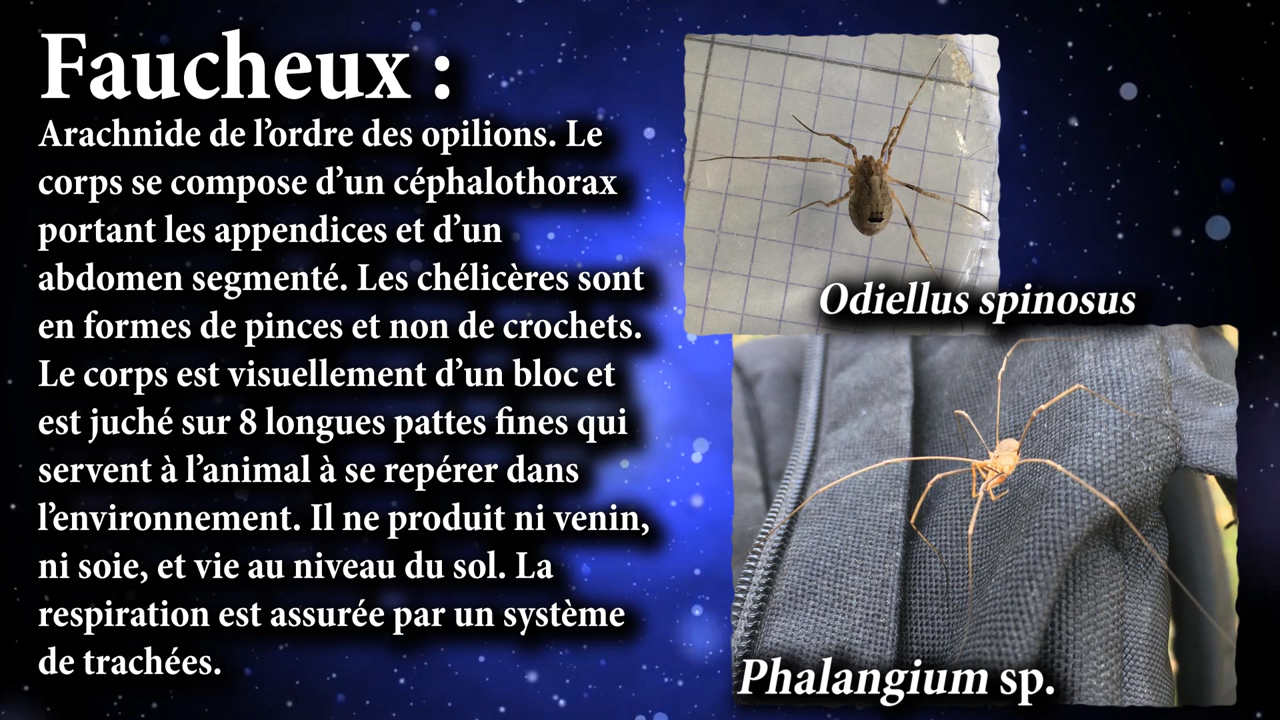 Faucheux :
Arachnide de l’ordre des opilions. Le
corps se compose d’un céphalothorax
portant les appendices et d’un
abdomen segmenté. Les chélicères sont
en formes de pinces et non de crochets.
Le corps est visuellement d’un bloc et
est juché sur 8 longues pattes fines qui
servent à l’animal à se repérer dans
l’environnement. Il ne produit ni venin,
ni soie, et vie au niveau du sol. La
respiration est assurée par un système
de trachées.
Odiellus spinosus
Phalangium sp.